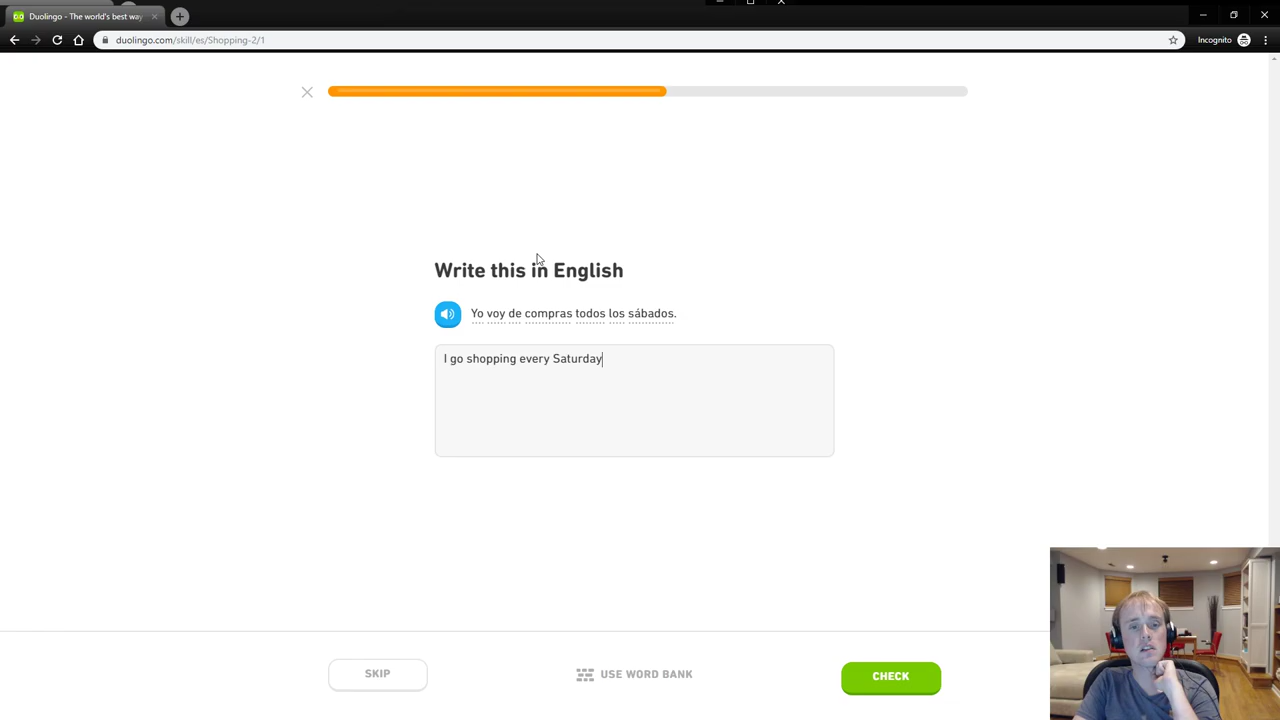 Duolingo - The world's best way
duolingo.com/skill/es/Shopping-2/1
Incognito
Write this in English
Yo voy de compras todos los sábados.
I go shopping every Saturday
SKIP
USE WORD BANK
CHECK